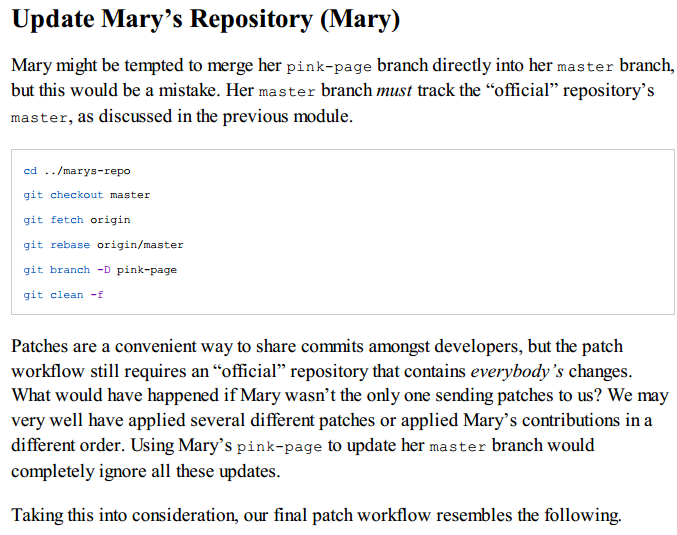 Update Mary’s Repository (Mary)
Mary might be tempted to merge her pink-page branch directly into her master branch,
but this would be a mistake. Her master branch must track the “official” repository’s
master, as discussed in the previous module.
cd ../marys-repo
git checkout master
git fetch origin
git rebase origin/master
git branch -D pink-page
git clean -f
Patches are a convenient way to share commits amongst developers, but the patch
workflow still requires an “official” repository that contains everybody’s changes.
What would have happened if Mary wasn’t the only one sending patches to us? We may
very well have applied several different patches or applied Mary’s contributions in a
different order. Using Mary’s pink-page to update her master branch would
completely ignore all these updates.
Taking this into consideration, our final patch workflow resembles the following.